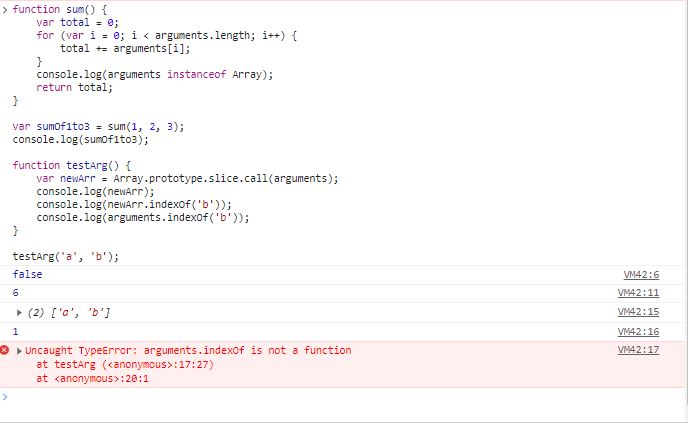 > function sum() {
var total = 0;
for (var i = 0; i < arguments.length; i++) {
total += arguments[i];
}
console.log(arguments instanceof Array);
return total;
}
var sumOf1to3 = sum(1, 2, 3);
console.log(sumOf1to3);
function testArg() {
var newArr = Array.prototype.slice.call(arguments);
console.log(newArr);
console.log(newArr.indexOf('b'));
console.log(arguments.indexOf('b'));
}
testArg('a', 'b');
false VM42:6
6 VM42:11
▶ (2) ['a', 'b'] VM42:15
1 VM42:16
▶ Uncaught TypeError: arguments.indexOf is not a function VM42:17
at testArg (<anonymous>:17:27)
at <anonymous>:20:1
>